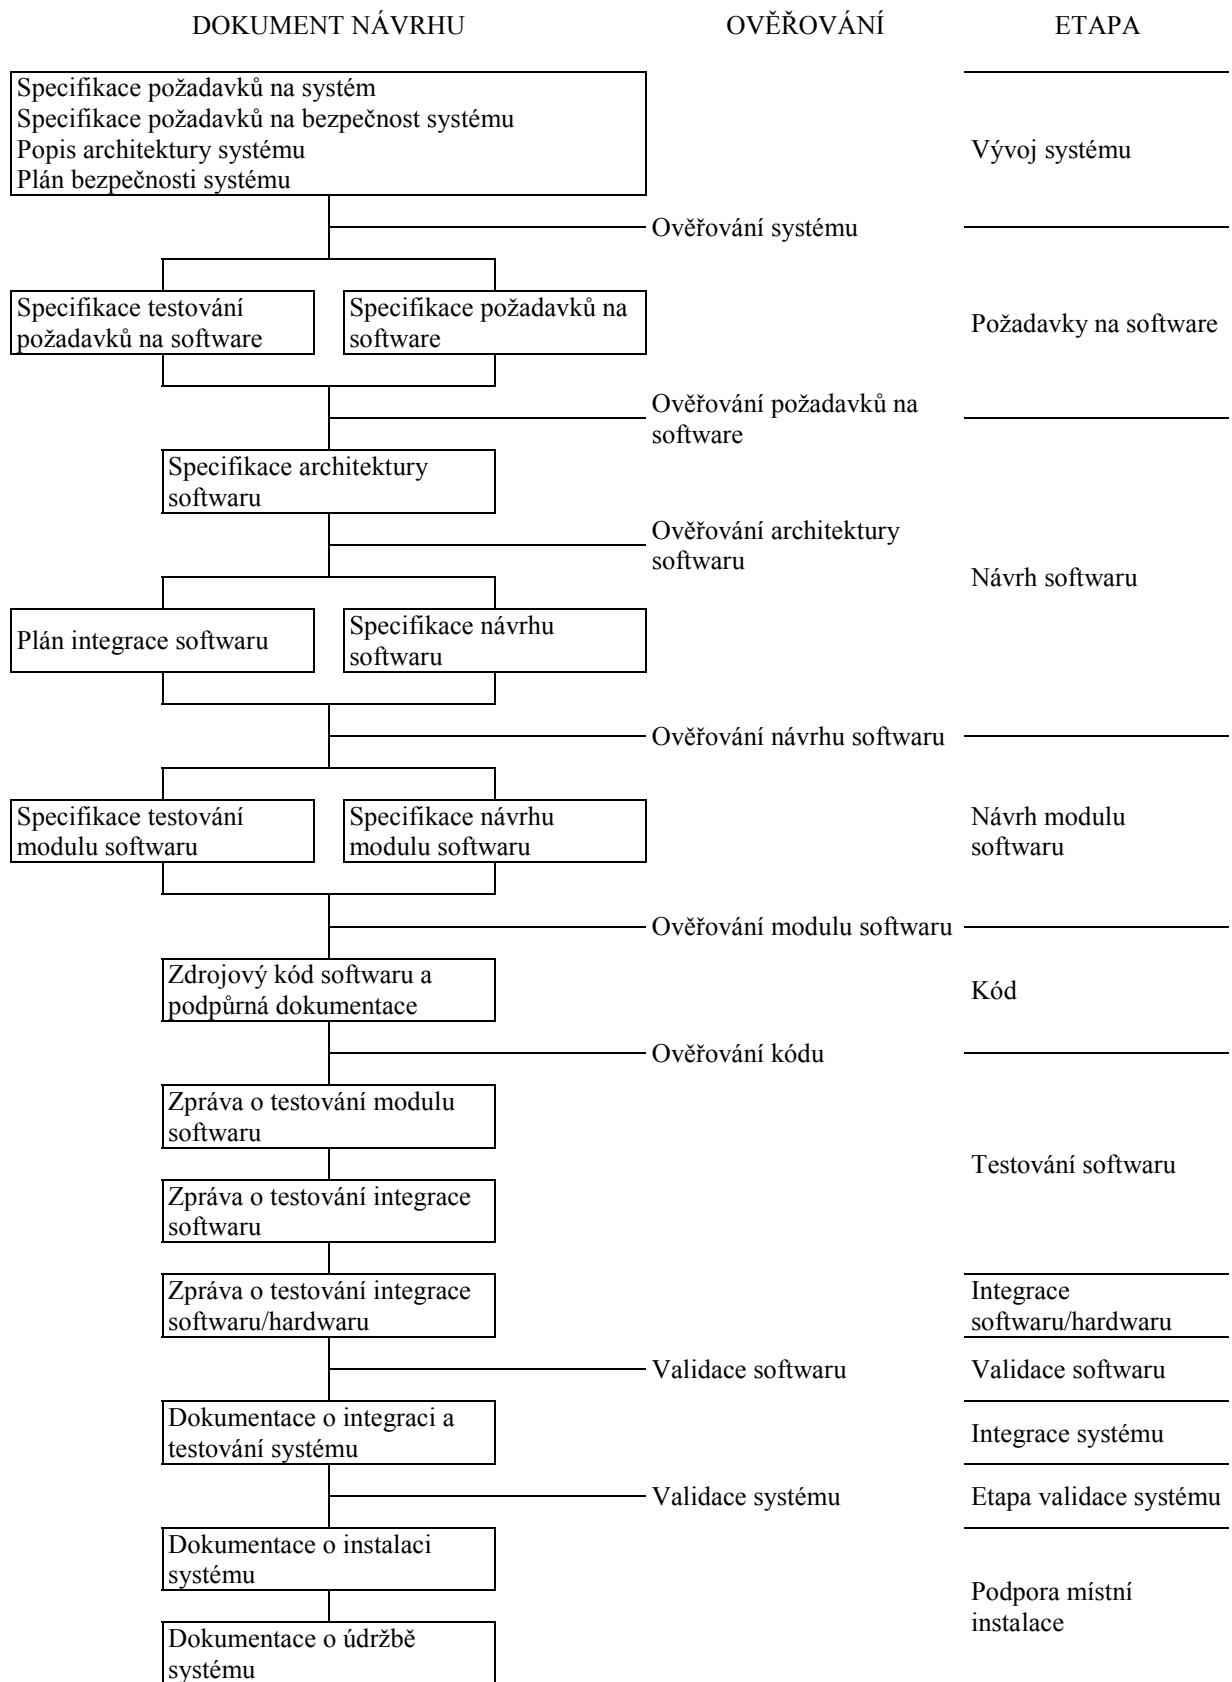 DOKUMENT NÁVRHU
OVĚŘOVÁNÍ
ETAPA
Specifikace požadavků na systém
Specifikace požadavků na bezpečnost systému
Popis architektury systému
Plán bezpečnosti systému
Vývoj systému
Ověřování systému
Specifikace testování
požadavků na software
Specifikace požadavků na
software
Požadavky na software
Ověřování požadavků na
software
Specifikace architektury
softwaru
Ověřování architektury
softwaru
Návrh softwaru
Plán integrace softwaru
Specifikace návrhu
softwaru
Ověřování návrhu softwaru
Specifikace testování
modulu softwaru
Specifikace návrhu
modulu softwaru
Návrh modulu
softwaru
Ověřování modulu softwaru
Zdrojový kód softwaru a
podpůrná dokumentace
Kód
Ověřování kódu
Zpráva o testování modulu
softwaru
Testování softwaru
Zpráva o testování integrace
softwaru
Zpráva o testování integrace
softwaru/hardwaru
Integrace
softwaru/hardwaru
Validace softwaru
Validace softwaru
Dokumentace o integraci a
testování systému
Integrace systému
Validace systému
Etapa validace systému
Dokumentace o instalaci
systému
Podpora místní
instalace
Dokumentace o údržbě
systému